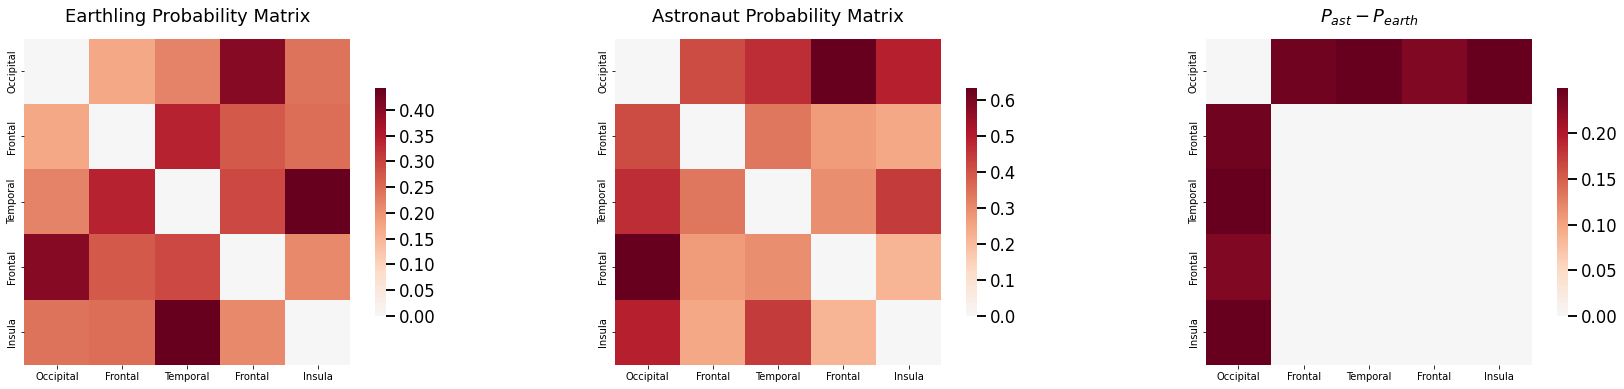 Earthling Probability Matrix
Occipital
Frontal
Temporal
Frontal
Insula
Occipital Frontal Temporal Frontal Insula
0.40
0.35
0.30
0.25
0.20
0.15
0.10
0.05
0.00
Astronaut Probability Matrix
Occipital
Frontal
Temporal
Frontal
Insula
Occipital Frontal Temporal Frontal Insula
0.6
0.5
0.4
0.3
0.2
0.1
0.0
P_ast − P_earth
Occipital
Frontal
Temporal
Frontal
Insula
Occipital Frontal Temporal Frontal Insula
0.20
0.15
0.10
0.05
0.00